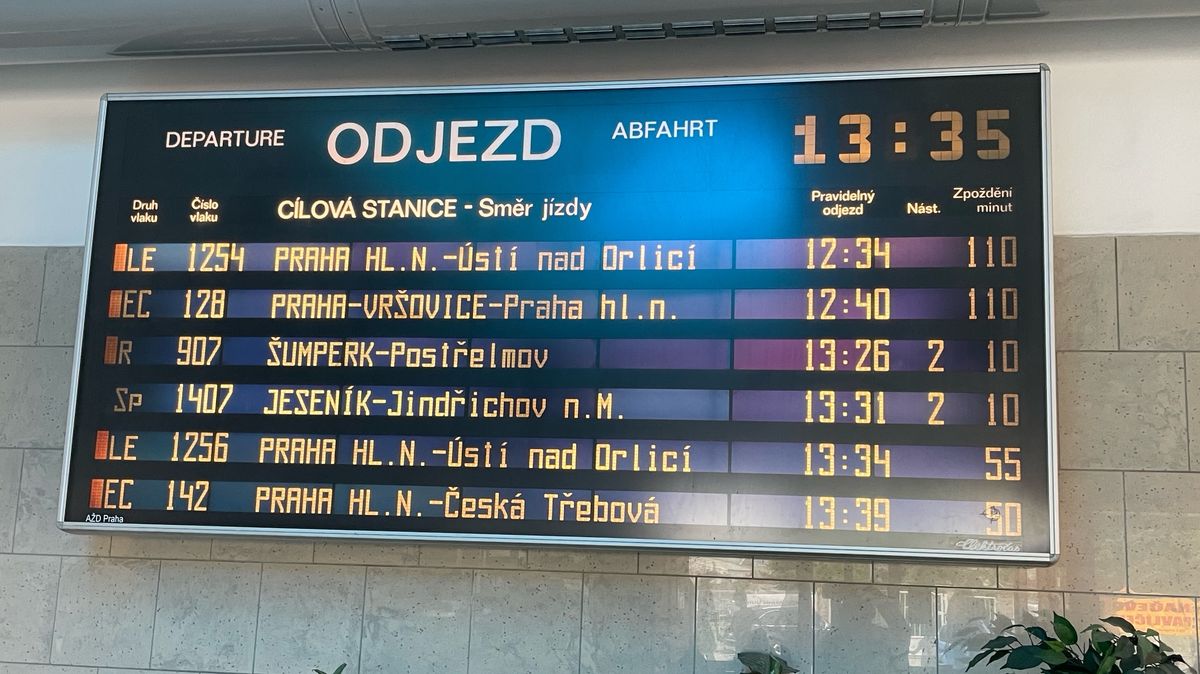 DEPARTURE ODJEZD ABFAHRT 13:35
Druh vlaku Číslo vlaku CÍLOVÁ STANICE - Směr jízdy Pravidelný odjezd Nást. Zpoždění minut
LE 1254 PRAHA HL.N.-Ústí nad Orlicí 12:34 110
EC 128 PRAHA-VRŠOVICE-Praha hl.n. 12:40 110
R 907 ŠUMPERK-Postřelmov 13:26 2 10
Sp 1407 JESENÍK-Jindřichov n.M. 13:31 2 10
LE 1256 PRAHA HL.N.-Ústí nad Orlicí 13:34 55
EC 142 PRAHA HL.N.-Česká Třebová 13:39
AŽD Praha
Elektročas